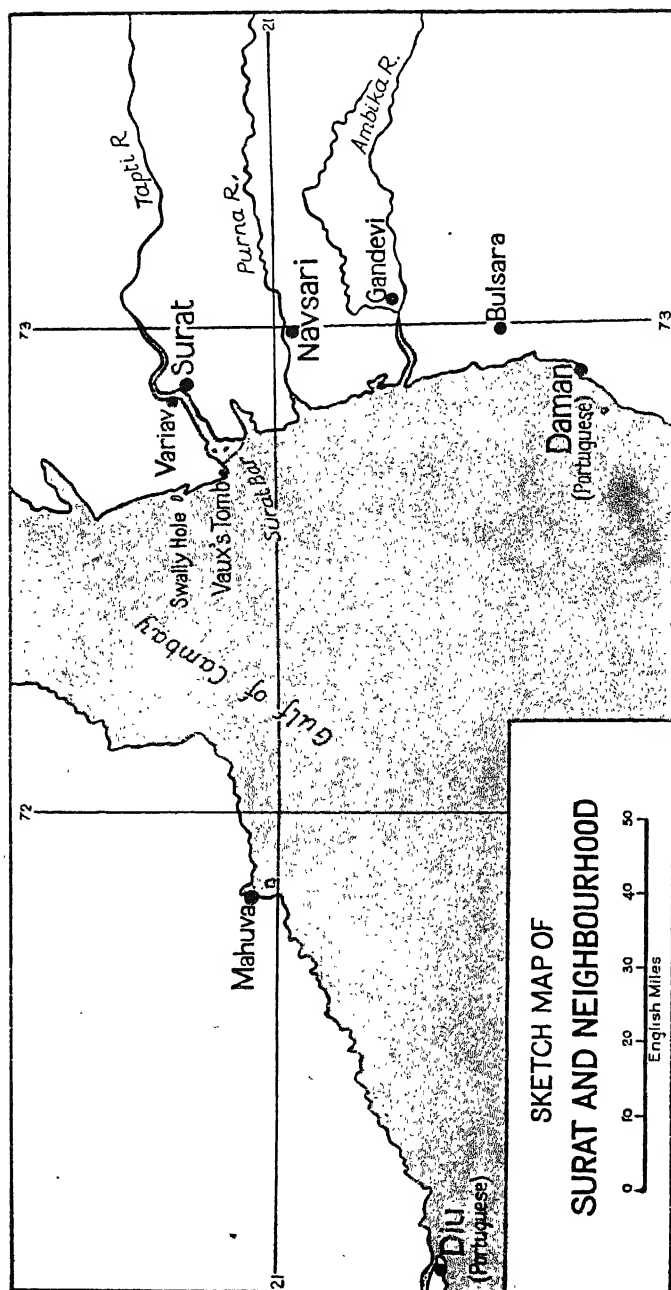 SKETCH MAP OF
SURAT AND NEIGHBOURHOOD
0 10 20 30 40 50
English Miles
72
73
21
21
73
Tapti R
Purna R.
Ambika R.
Variav
Surat
Swally Hole
Vaux's Tomb
Surat Bar
Navsari
Gandevi
Bulsara
Daman
(Portuguese)
Gulf of Cambay
Mahuva
Diu
(Portuguese)